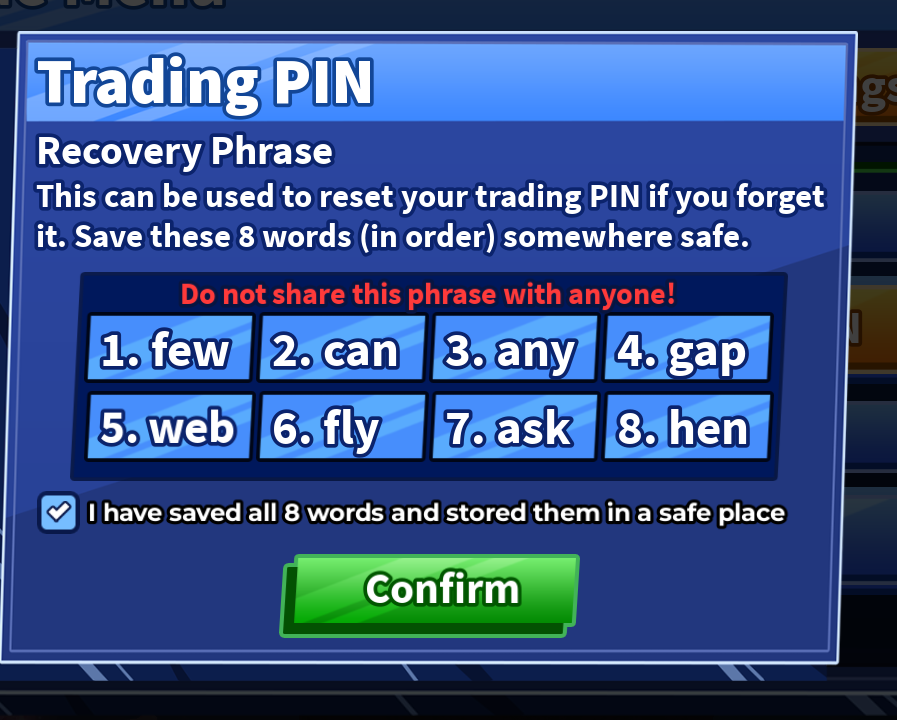 Trading PIN
Recovery Phrase
This can be used to reset your trading PIN if you forget
it. Save these 8 words (in order) somewhere safe.
Do not share this phrase with anyone!
1. few 2. can 3. any 4. gap
5. web 6. fly 7. ask 8. hen
I have saved all 8 words and stored them in a safe place
Confirm